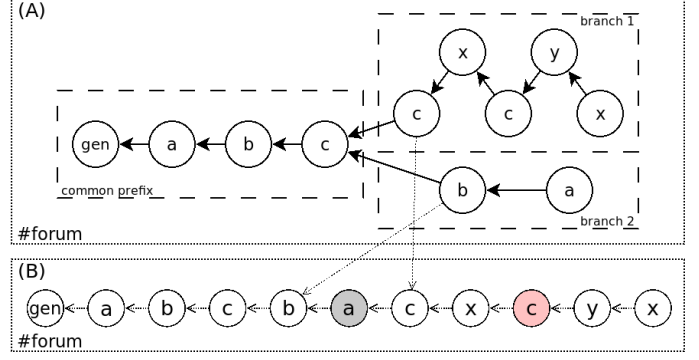 (A)
branch 1
x y
c c x
gen a b c
common prefix
b a
branch 2
#forum
(B)
gen a b c b a c x c y x
#forum